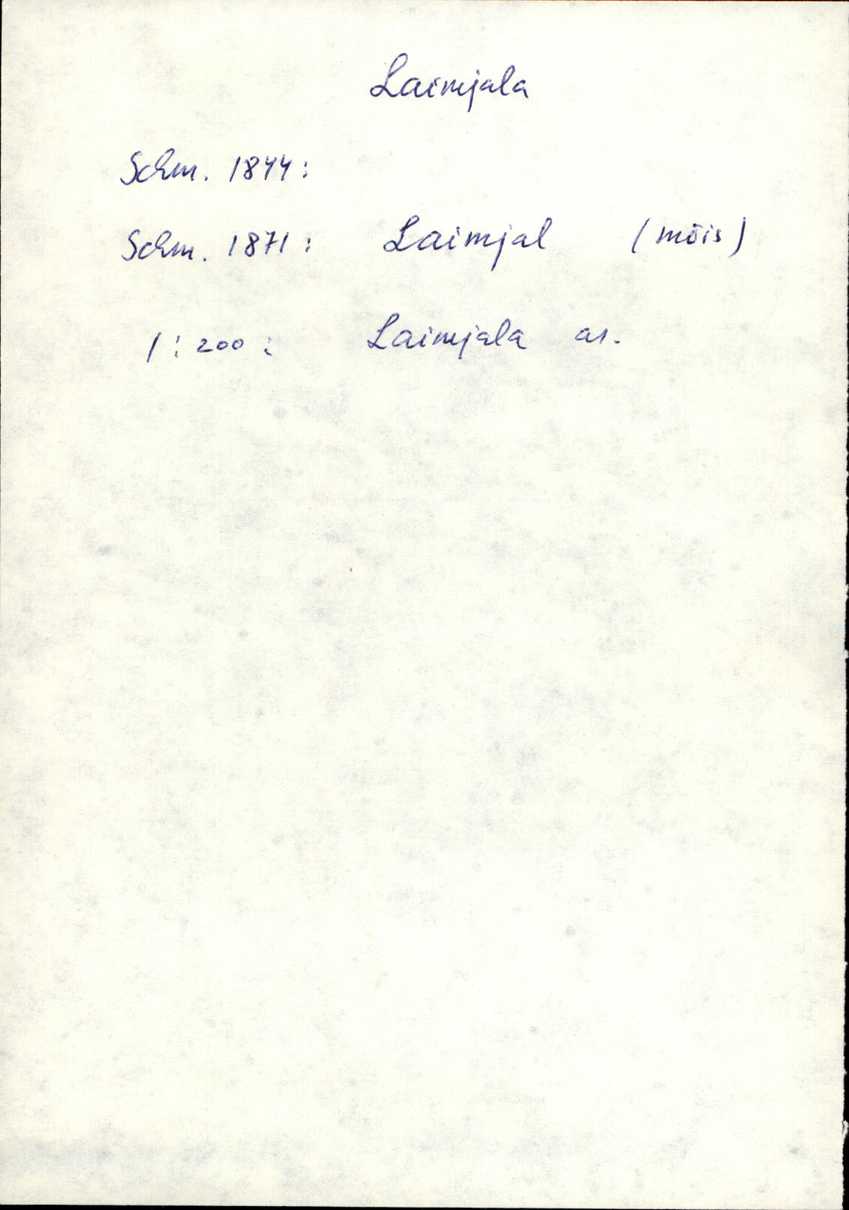 Laimjala
Schm. 1844:
Schm. 1871: Laimjal (mõis)
1:200: Laimjala as.